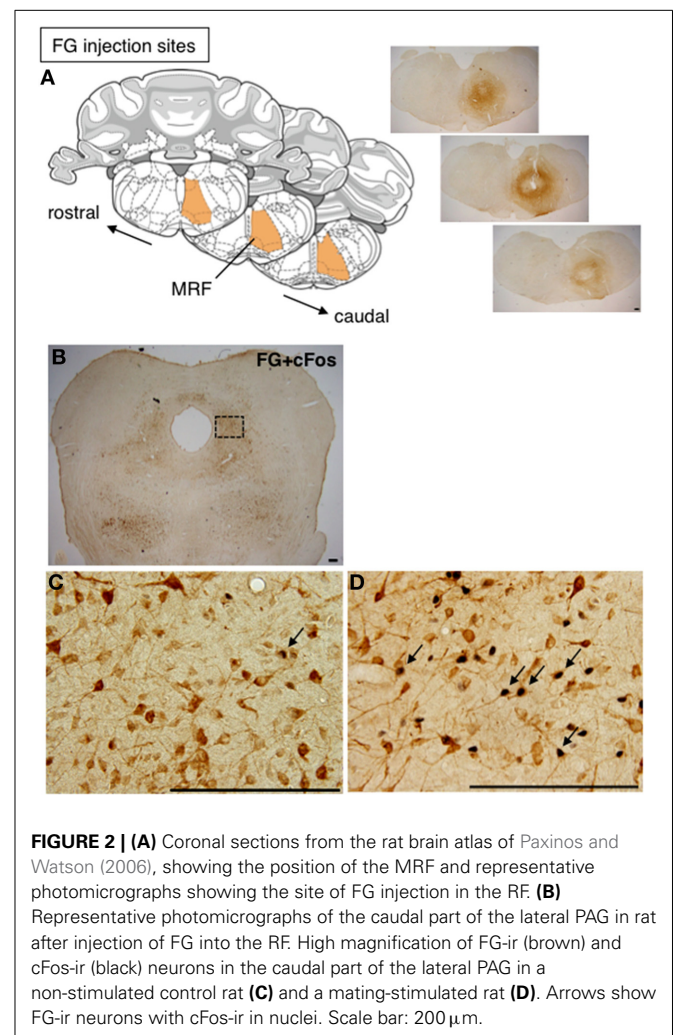 FG injection sites
A
rostral
MRF
caudal
B
FG+cFos
C
D
FIGURE 2 | (A) Coronal sections from the rat brain atlas of Paxinos and
Watson (2006), showing the position of the MRF and representative
photomicrographs showing the site of FG injection in the RF. (B)
Representative photomicrographs of the caudal part of the lateral PAG in rat
after injection of FG into the RF. High magnification of FG-ir (brown) and
cFos-ir (black) neurons in the caudal part of the lateral PAG in a
non-stimulated control rat (C) and a mating-stimulated rat (D). Arrows show
FG-ir neurons with cFos-ir in nuclei. Scale bar: 200 μm.